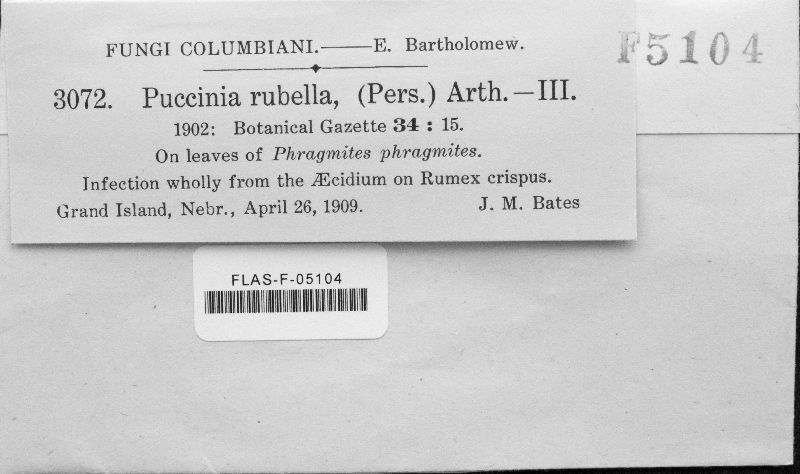 FUNGI COLUMBIANI.——E. Bartholomew.
F5104
3072. Puccinia rubella, (Pers.) Arth.—III.
1902: Botanical Gazette 34 : 15.
On leaves of Phragmites phragmites.
Infection wholly from the Æcidium on Rumex crispus.
Grand Island, Nebr., April 26, 1909. J. M. Bates
FLAS-F-05104